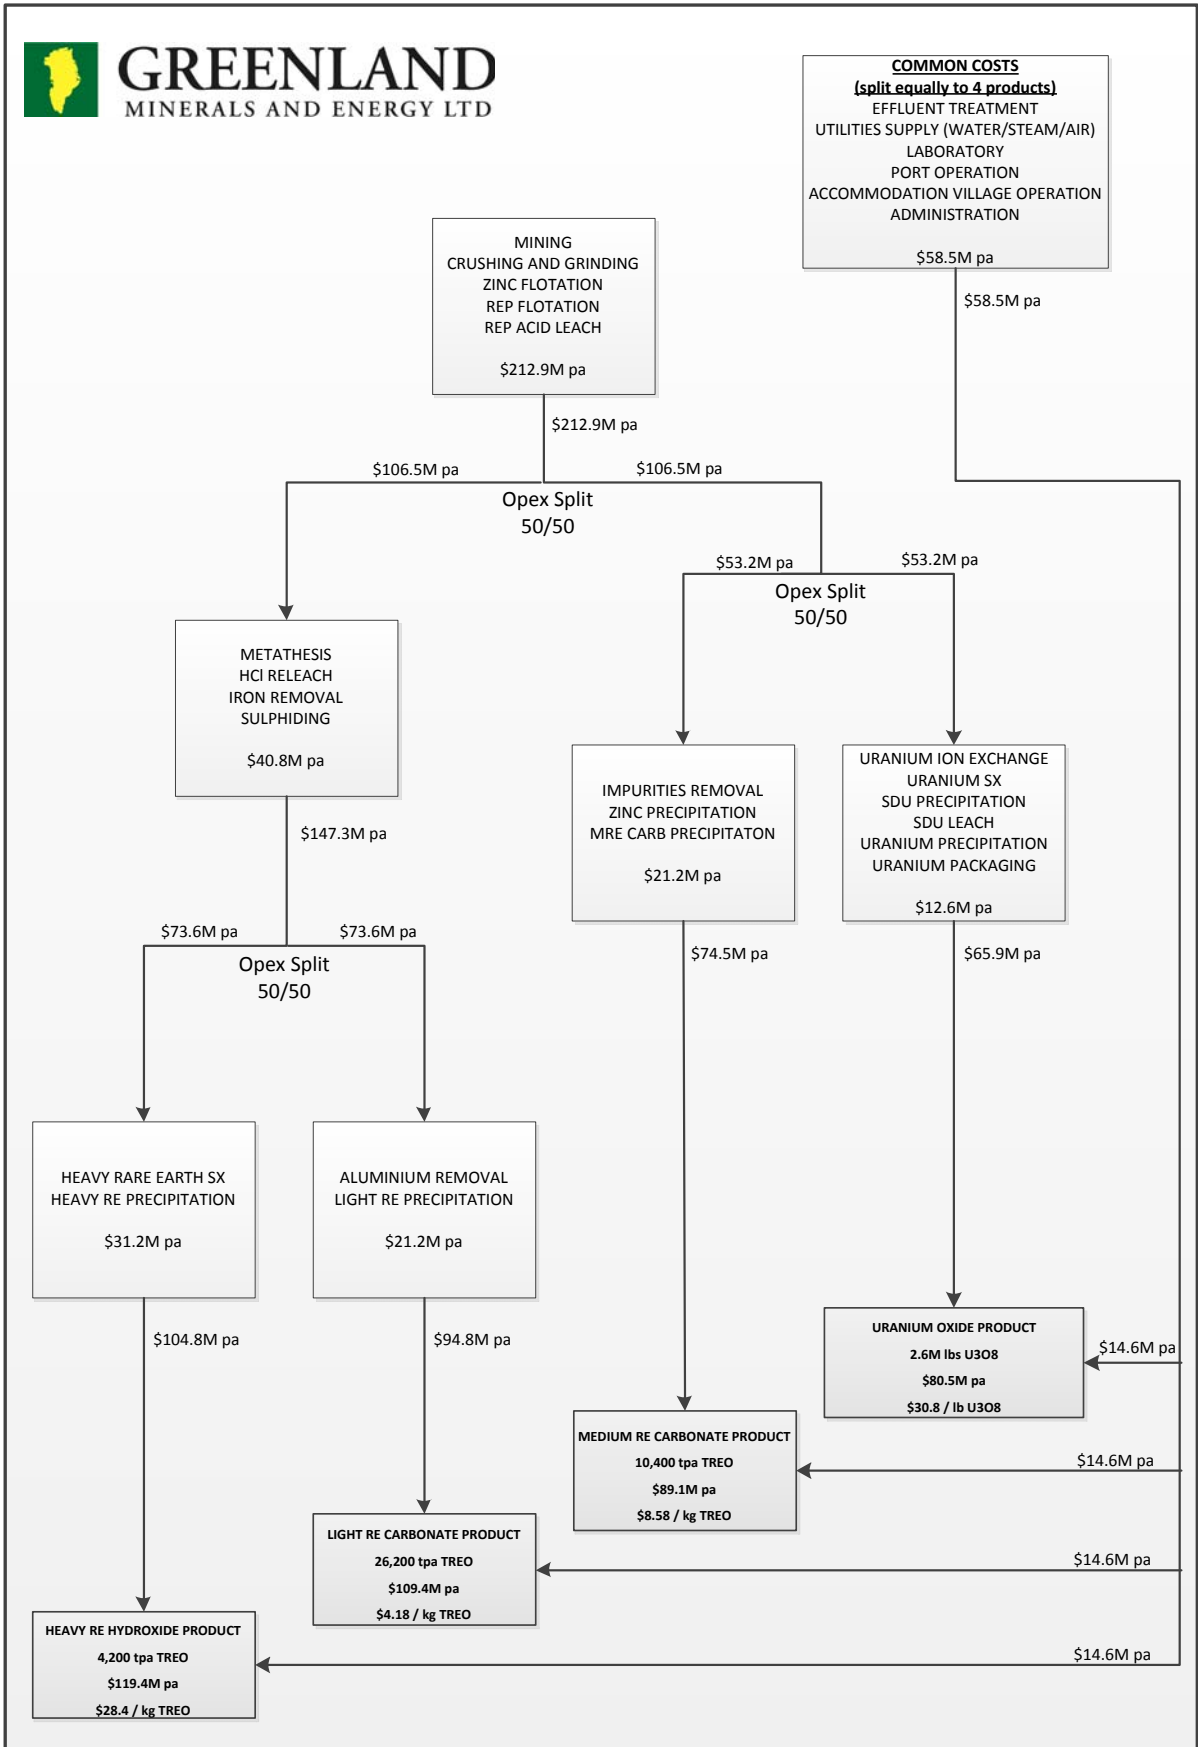 GREENLAND
MINERALS AND ENERGY LTD
COMMON COSTS
(split equally to 4 products)
EFFLUENT TREATMENT
UTILITIES SUPPLY (WATER/STEAM/AIR)
LABORATORY
PORT OPERATION
ACCOMMODATION VILLAGE OPERATION
ADMINISTRATION
$58.5M pa
$58.5M pa
MINING
CRUSHING AND GRINDING
ZINC FLOTATION
REP FLOTATION
REP ACID LEACH
$212.9M pa
$212.9M pa
$106.5M pa
$106.5M pa
Opex Split
50/50
$53.2M pa
$53.2M pa
Opex Split
50/50
METATHESIS
HCl RELEACH
IRON REMOVAL
SULPHIDING
$40.8M pa
$147.3M pa
IMPURITIES REMOVAL
ZINC PRECIPITATION
MRE CARB PRECIPITATON
$21.2M pa
$74.5M pa
URANIUM ION EXCHANGE
URANIUM SX
SDU PRECIPITATION
SDU LEACH
URANIUM PRECIPITATION
URANIUM PACKAGING
$12.6M pa
$65.9M pa
$73.6M pa
$73.6M pa
Opex Split
50/50
HEAVY RARE EARTH SX
HEAVY RE PRECIPITATION
$31.2M pa
$104.8M pa
ALUMINIUM REMOVAL
LIGHT RE PRECIPITATION
$21.2M pa
$94.8M pa
URANIUM OXIDE PRODUCT
2.6M lbs U3O8
$80.5M pa
$30.8 / lb U3O8
$14.6M pa
MEDIUM RE CARBONATE PRODUCT
10,400 tpa TREO
$89.1M pa
$8.58 / kg TREO
$14.6M pa
LIGHT RE CARBONATE PRODUCT
26,200 tpa TREO
$109.4M pa
$4.18 / kg TREO
$14.6M pa
HEAVY RE HYDROXIDE PRODUCT
4,200 tpa TREO
$119.4M pa
$28.4 / kg TREO
$14.6M pa